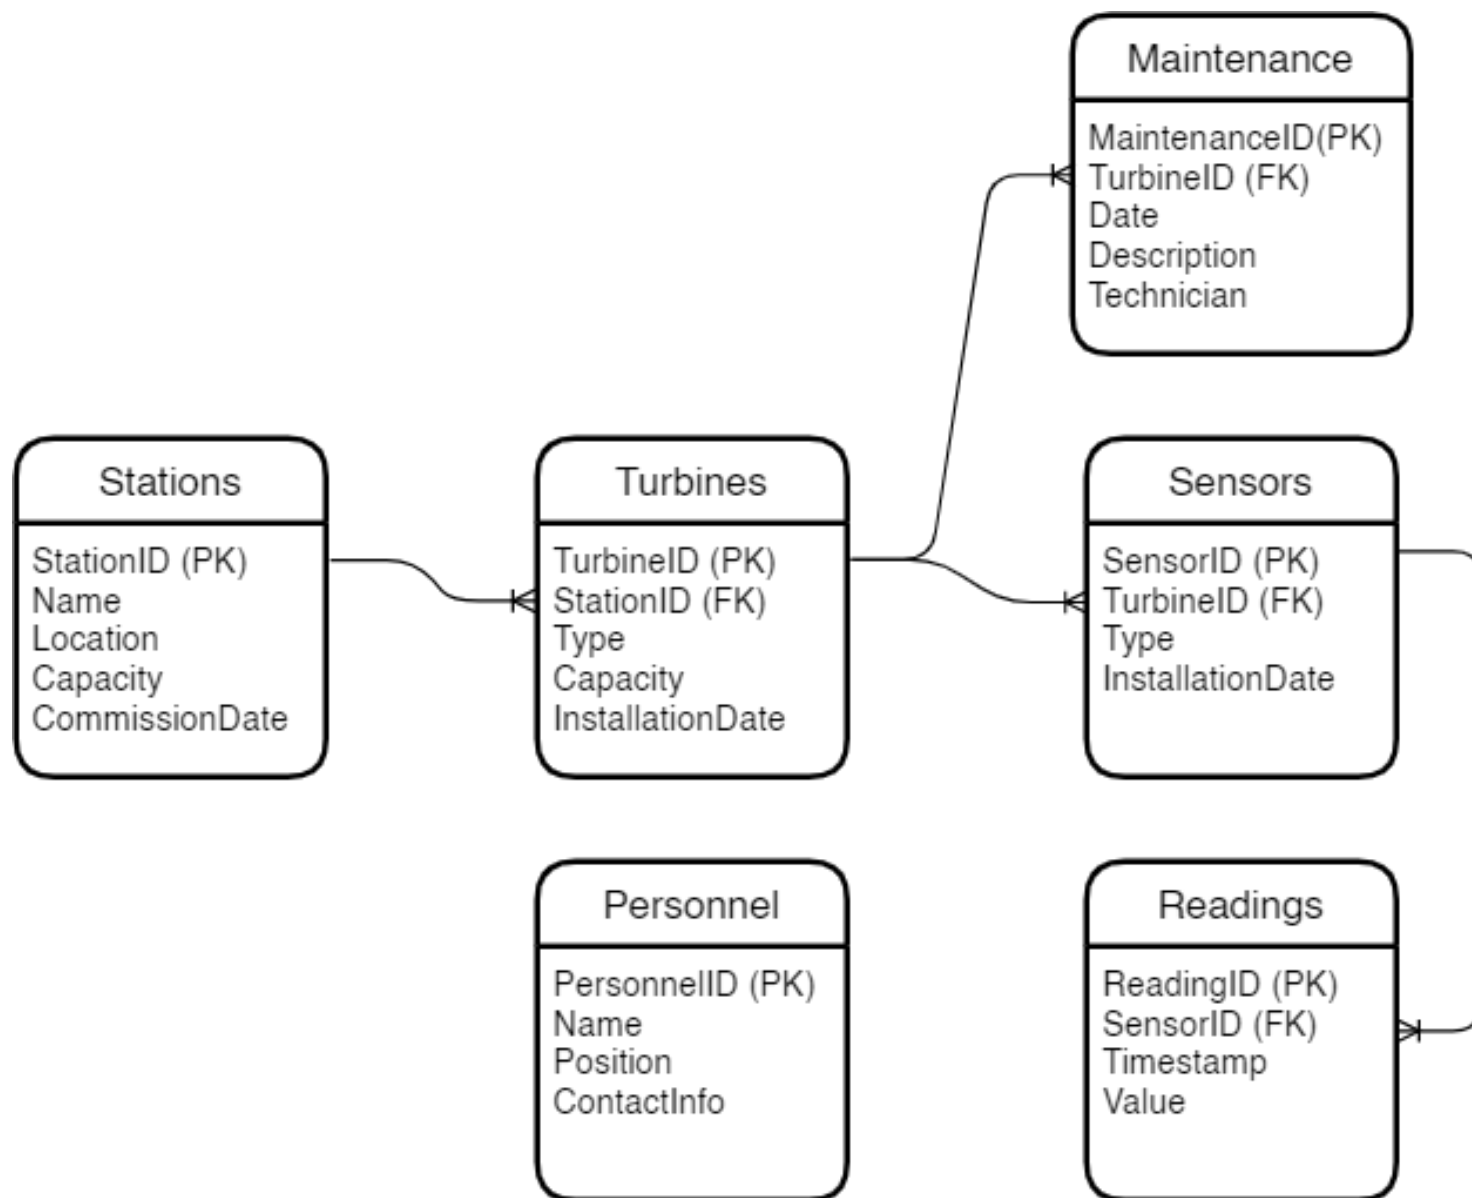 Maintenance
MaintenanceID(PK)
TurbineID (FK)
Date
Description
Technician
Stations
StationID (PK)
Name
Location
Capacity
CommissionDate
Turbines
TurbineID (PK)
StationID (FK)
Type
Capacity
InstallationDate
Sensors
SensorID (PK)
TurbineID (FK)
Type
InstallationDate
Personnel
PersonnelID (PK)
Name
Position
ContactInfo
Readings
ReadingID (PK)
SensorID (FK)
Timestamp
Value